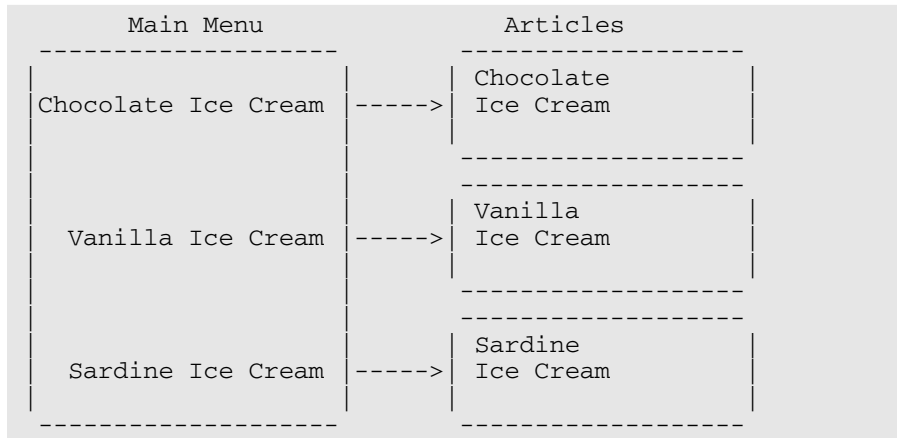 Main Menu Articles
Chocolate
Chocolate Ice Cream -----> Ice Cream
Vanilla
Vanilla Ice Cream -----> Ice Cream
Sardine
Sardine Ice Cream -----> Ice Cream